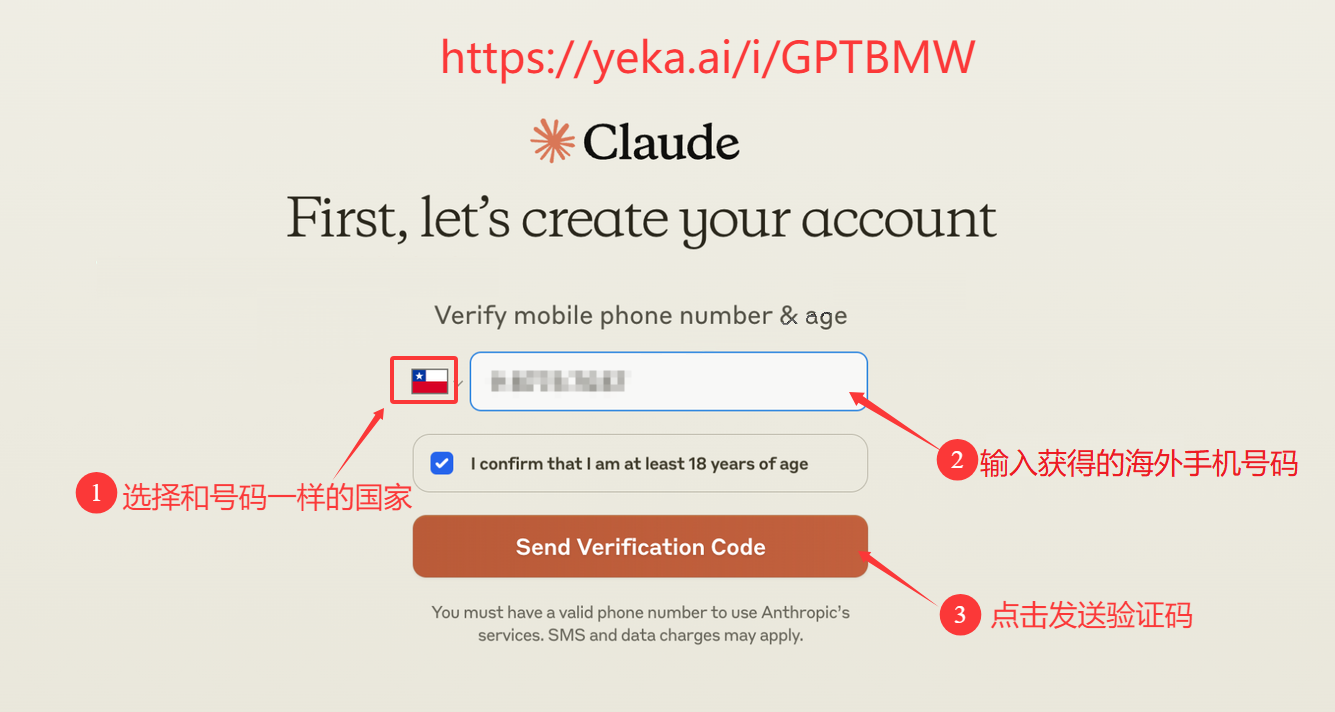 https://yeka.ai/i/GPTBMW
Claude
First, let's create your account
Verify mobile phone number & age
I confirm that I am at least 18 years of age
2 输入获得的海外手机号码
1 选择和号码一样的国家
Send Verification Code
You must have a valid phone number to use Anthropic's
services. SMS and data charges may apply.
3 点击发送验证码